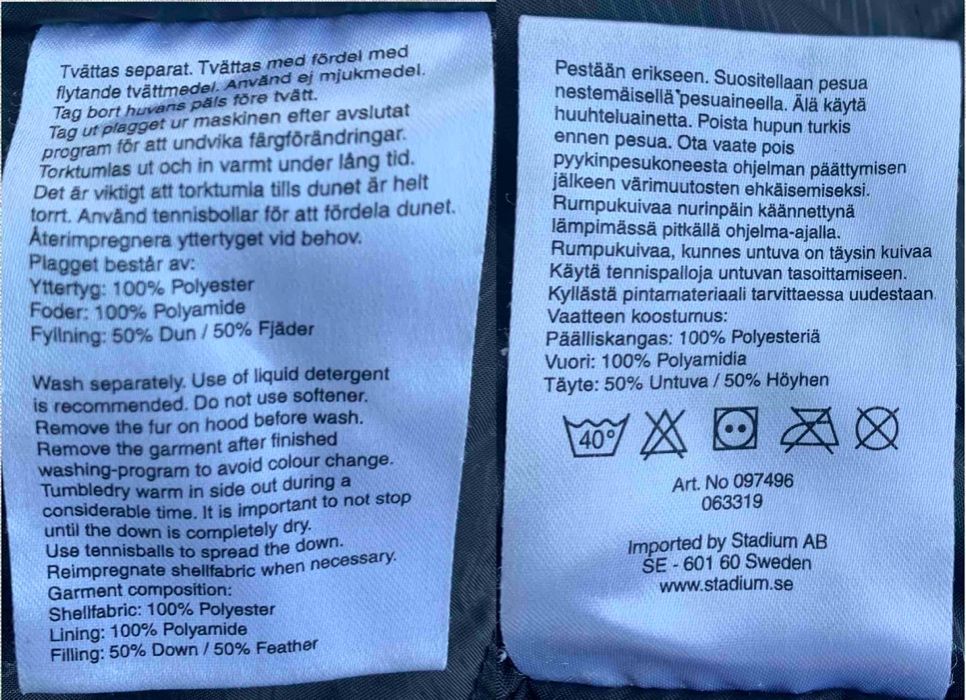 Tvättas separat. Tvättas med fördel med
flytande tvättmedel. Använd ej mjukmedel.
Tag bort huvans päls före tvätt.
Tag ut plagget ur maskinen efter avslutat
program för att undvika färgförändringar.
Torktumlas ut och in varmt under lång tid.
Det är viktigt att torktumla tills dunet är helt
torrt. Använd tennisbollar för att fördela dunet.
Återimpregnera yttertyget vid behov.
Plagget består av:
Yttertyg: 100% Polyester
Foder: 100% Polyamide
Fyllning: 50% Dun / 50% Fjäder
Wash separately. Use of liquid detergent
is recommended. Do not use softener.
Remove the fur on hood before wash.
Remove the garment after finished
washing-program to avoid colour change.
Tumbledry warm in side out during a
considerable time. It is important to not stop
until the down is completely dry.
Use tennisballs to spread the down.
Reimpregnate shellfabric when necessary.
Garment composition:
Shellfabric: 100% Polyester
Lining: 100% Polyamide
Filling: 50% Down / 50% Feather
Pestään erikseen. Suositellaan pesua
nestemäisellä pesuaineella. Älä käytä
huuhteluainetta. Poista hupun turkis
ennen pesua. Ota vaate pois
pyykinpesukoneesta ohjelman päättymisen
jälkeen värimuutosten ehkäisemiseksi.
Rumpukuivaa nurinpäin käännettynä
lämpimässä pitkällä ohjelma-ajalla.
Rumpukuivaa, kunnes untuva on täysin kuivaa
Käytä tennispalloja untuvan tasoittamiseen.
Kyllästä pintamateriaali tarvittaessa uudestaan
Vaatteen koostumus:
Päälliskangas: 100% Polyesteriä
Vuori: 100% Polyamidia
Täyte: 50% Untuva / 50% Höyhen
40°
Art. No 097496
063319
Imported by Stadium AB
SE - 601 60 Sweden
www.stadium.se